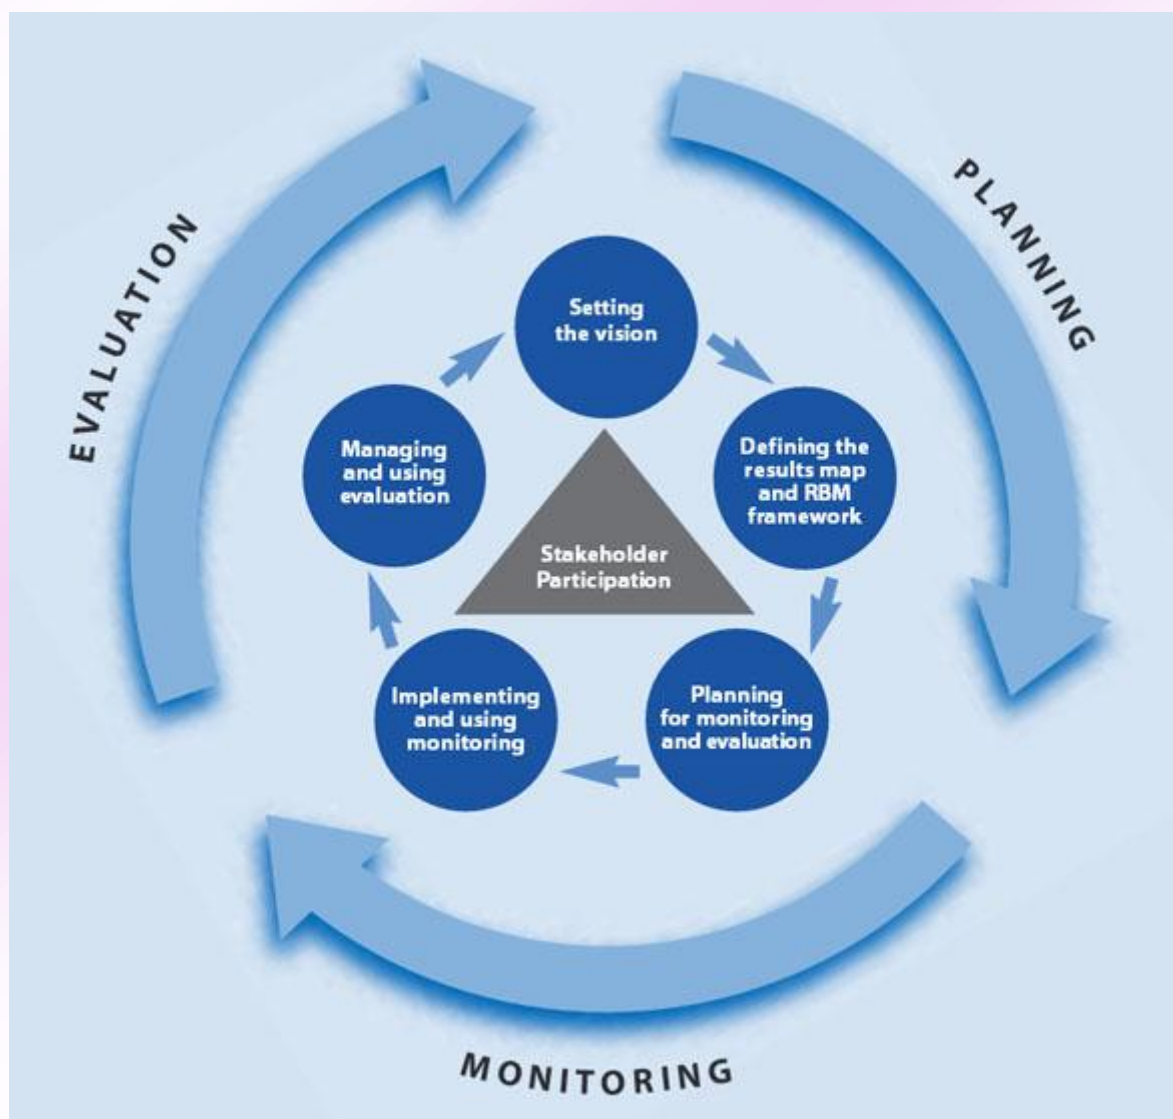 PLANNING
EVALUATION
Setting
the vision
Managing
and using
evaluation
Defining the
results map
and RBM
framework
Stakeholder
Participation
Implementing
and using
monitoring
Planning
for monitoring
and evaluation
MONITORING